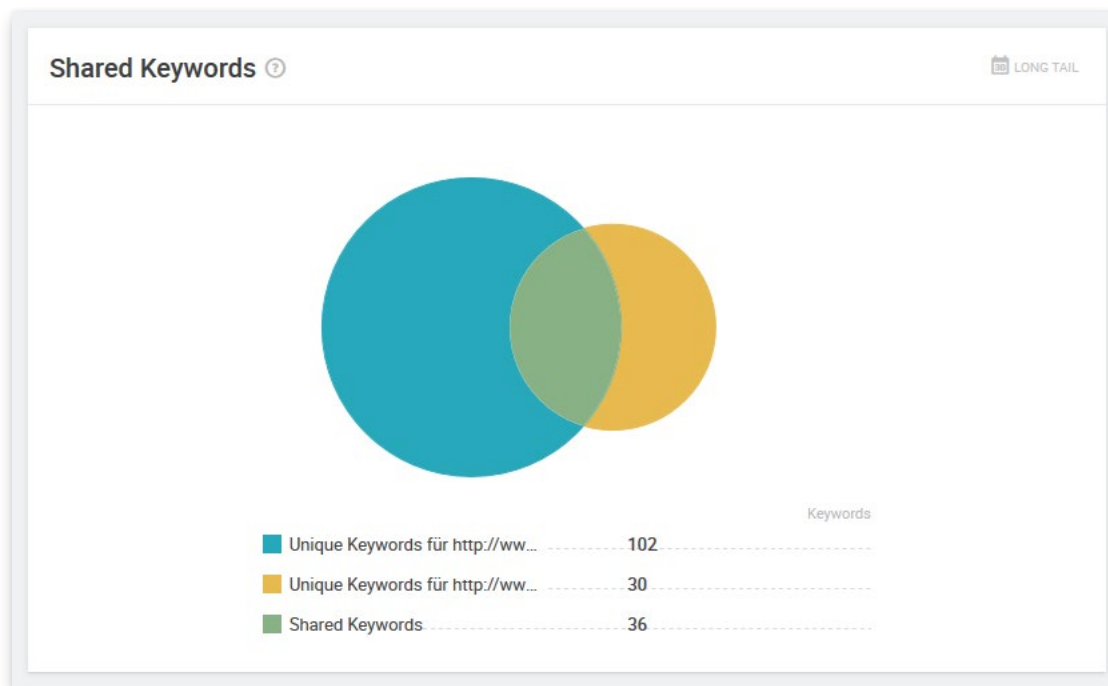 Shared Keywords ?
30 LONG TAIL
Keywords
Unique Keywords für http://ww... 102
Unique Keywords für http://ww... 30
Shared Keywords 36